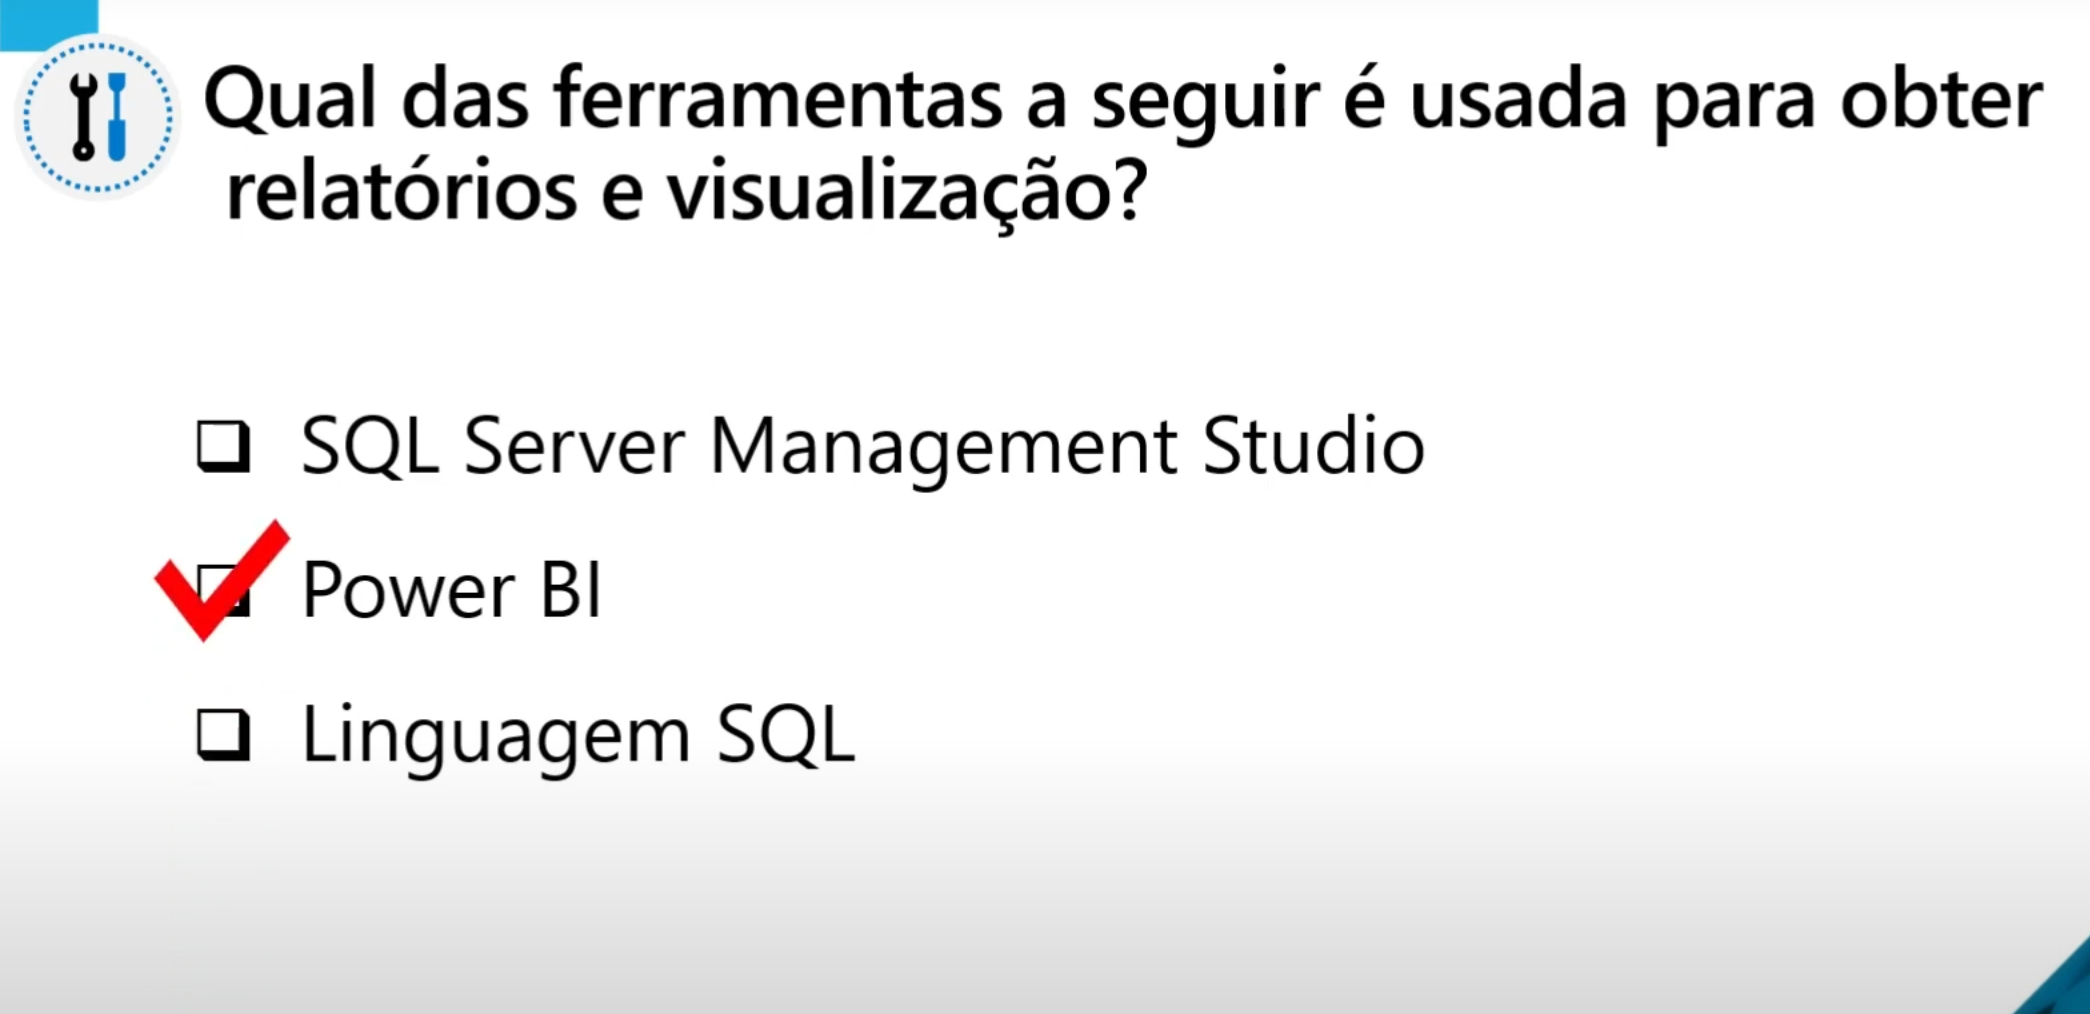 Qual das ferramentas a seguir é usada para obter
relatórios e visualização?
SQL Server Management Studio
Power BI
Linguagem SQL